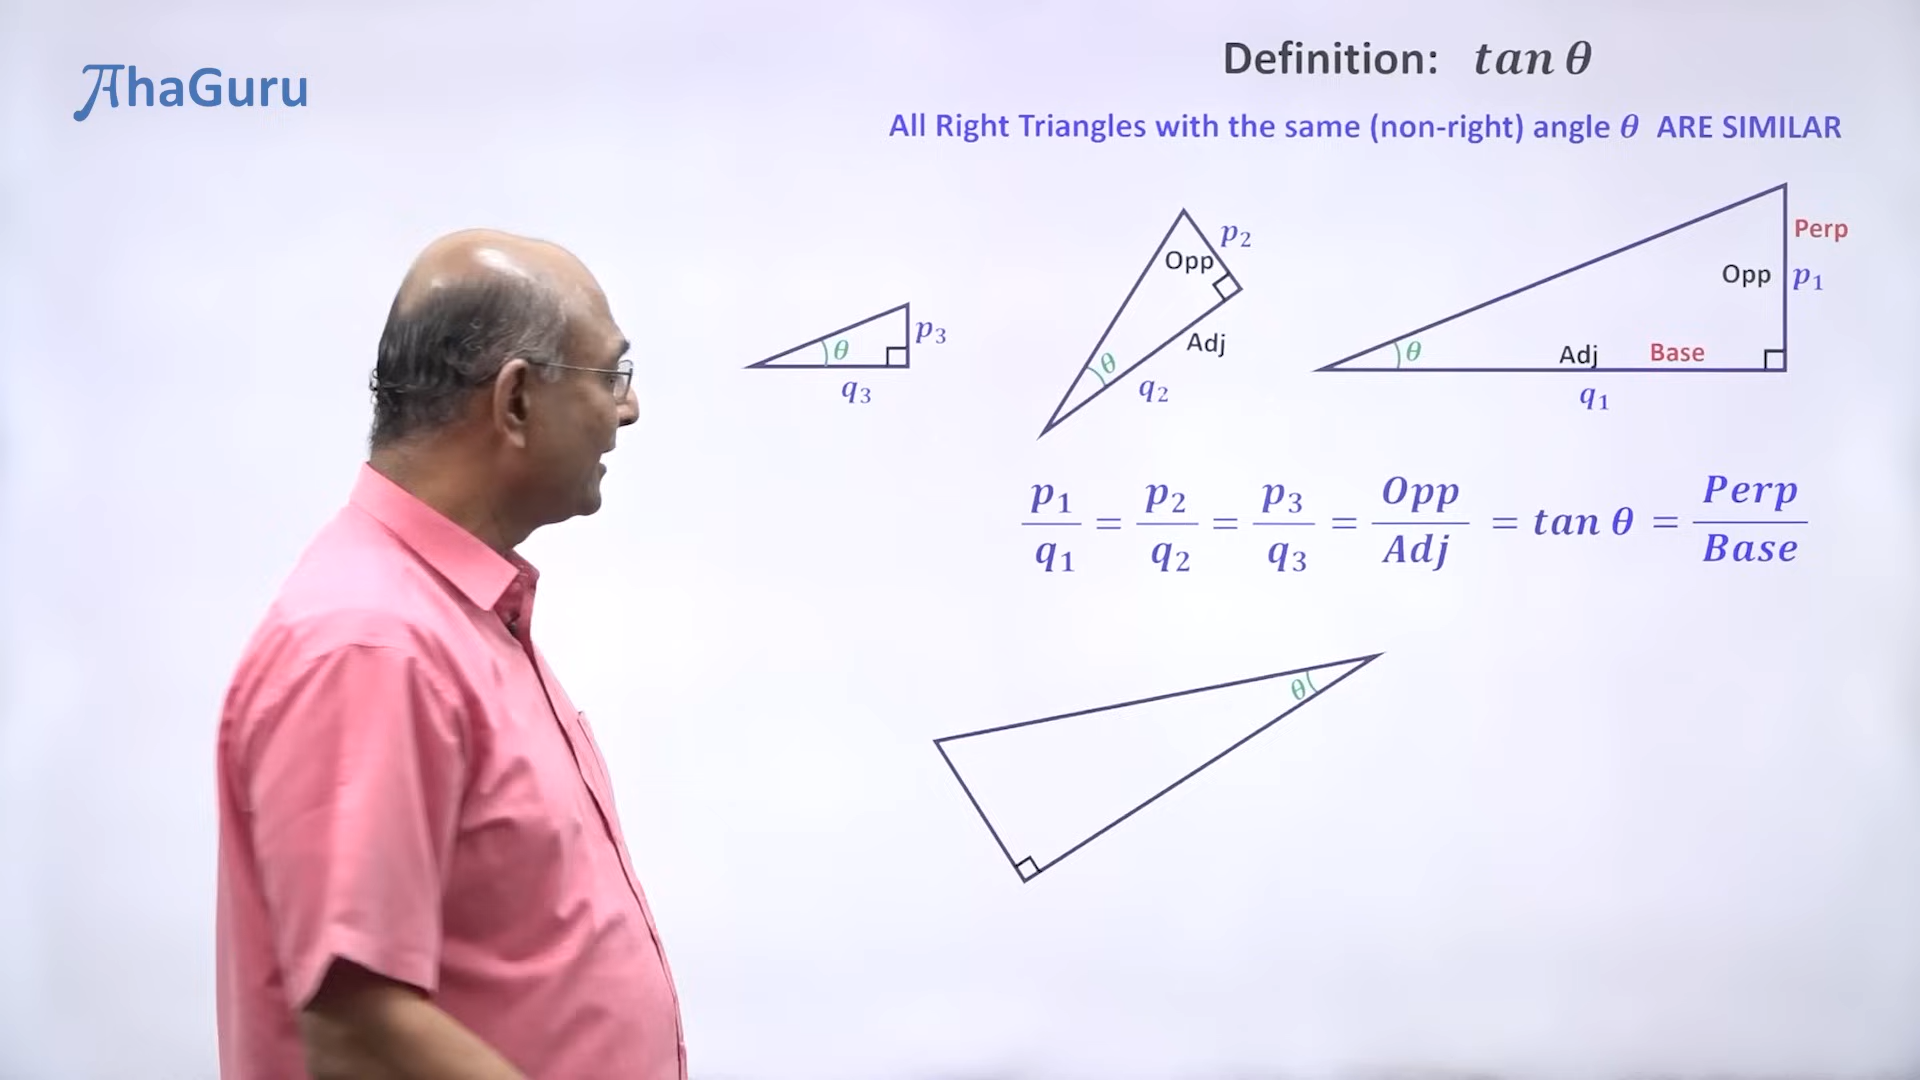 AhaGuru
Definition: tan θ
All Right Triangles with the same (non-right) angle θ ARE SIMILAR
θ
p3
q3
p2
Opp
θ
Adj
q2
Perp
Opp p1
θ
Adj Base
q1
p1/q1 = p2/q2 = p3/q3 = Opp/Adj = tan θ = Perp/Base
θ